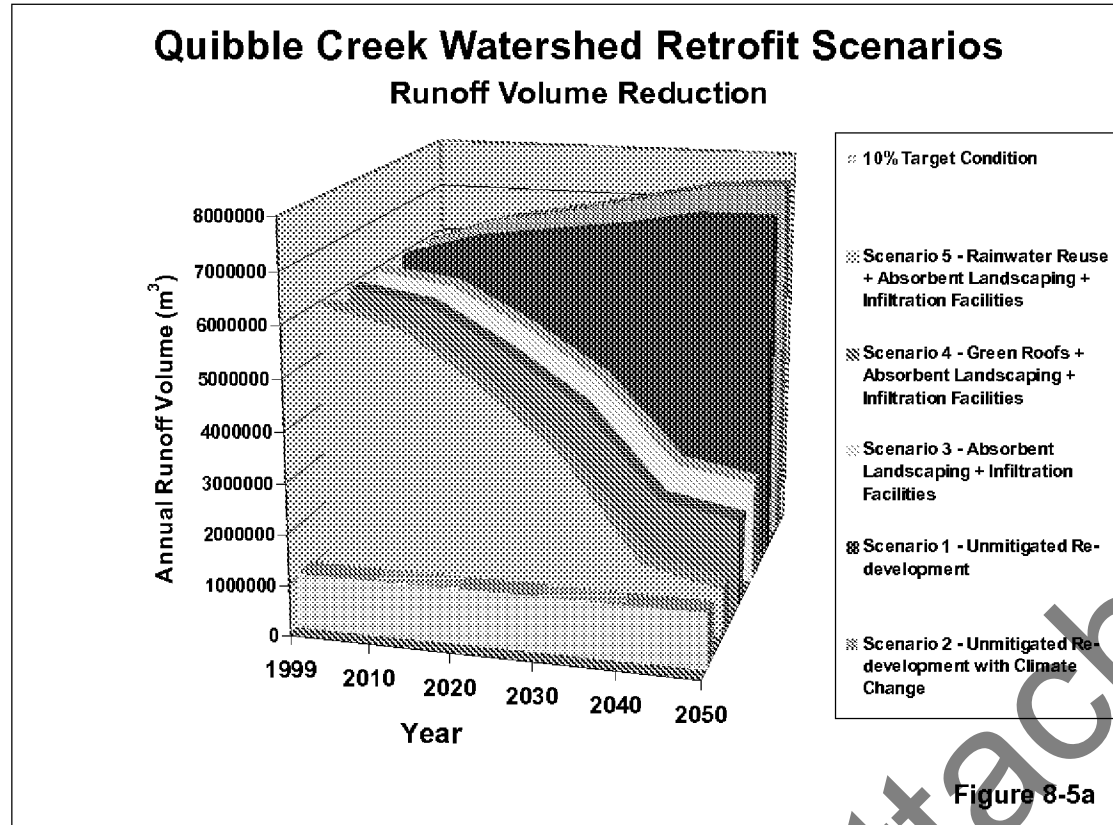 Quibble Creek Watershed Retrofit Scenarios
Runoff Volume Reduction
Annual Runoff Volume (m³)
8000000
7000000
6000000
5000000
4000000
3000000
2000000
1000000
0
1999
2010
2020
2030
2040
2050
Year
10% Target Condition
Scenario 5 - Rainwater Reuse
+ Absorbent Landscaping +
Infiltration Facilities
Scenario 4 - Green Roofs +
Absorbent Landscaping +
Infiltration Facilities
Scenario 3 - Absorbent
Landscaping + Infiltration
Facilities
Scenario 1 - Unmitigated Re-
development
Scenario 2 - Unmitigated Re-
development with Climate
Change
Figure 8-5a